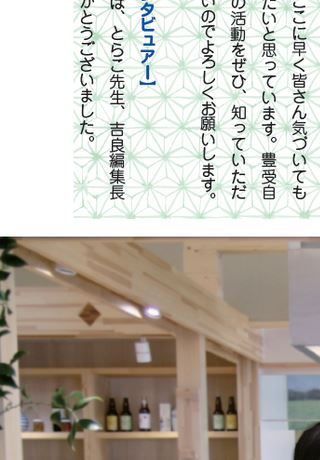 ここに早く皆さん気づいても
たいと思っています。豊受自
の活動をぜひ、知っていただ
いのでよろしくお願いします。
タビュアー】
は、とらこ先生、吉良編集長
がとうございました。